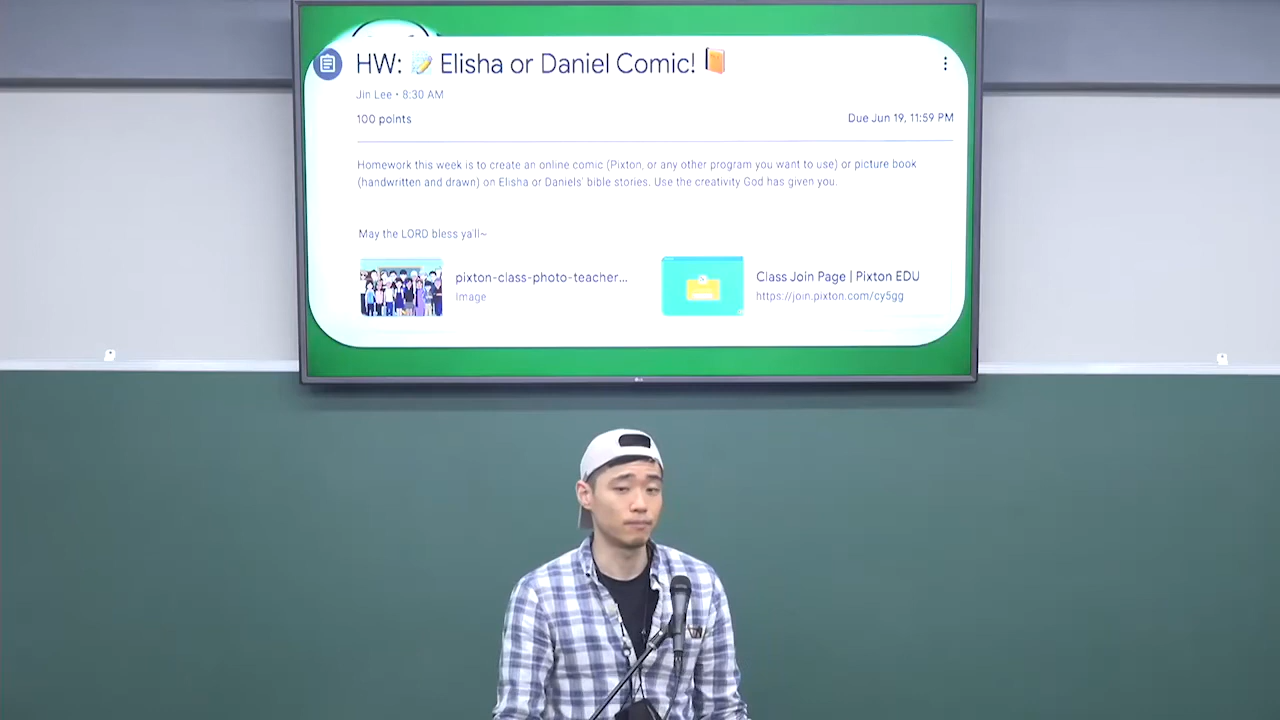 HW: 📝 Elisha or Daniel Comic! 📙
Jin Lee • 8:30 AM
100 points
Due Jun 19, 11:59 PM
Homework this week is to create an online comic (Pixton, or any other program you want to use) or picture book
(handwritten and drawn) on Elisha or Daniels' bible stories. Use the creativity God has given you.
May the LORD bless ya'll~
pixton-class-photo-teacher...
Image
Class Join Page | Pixton EDU
https://join.pixton.com/cy5gg